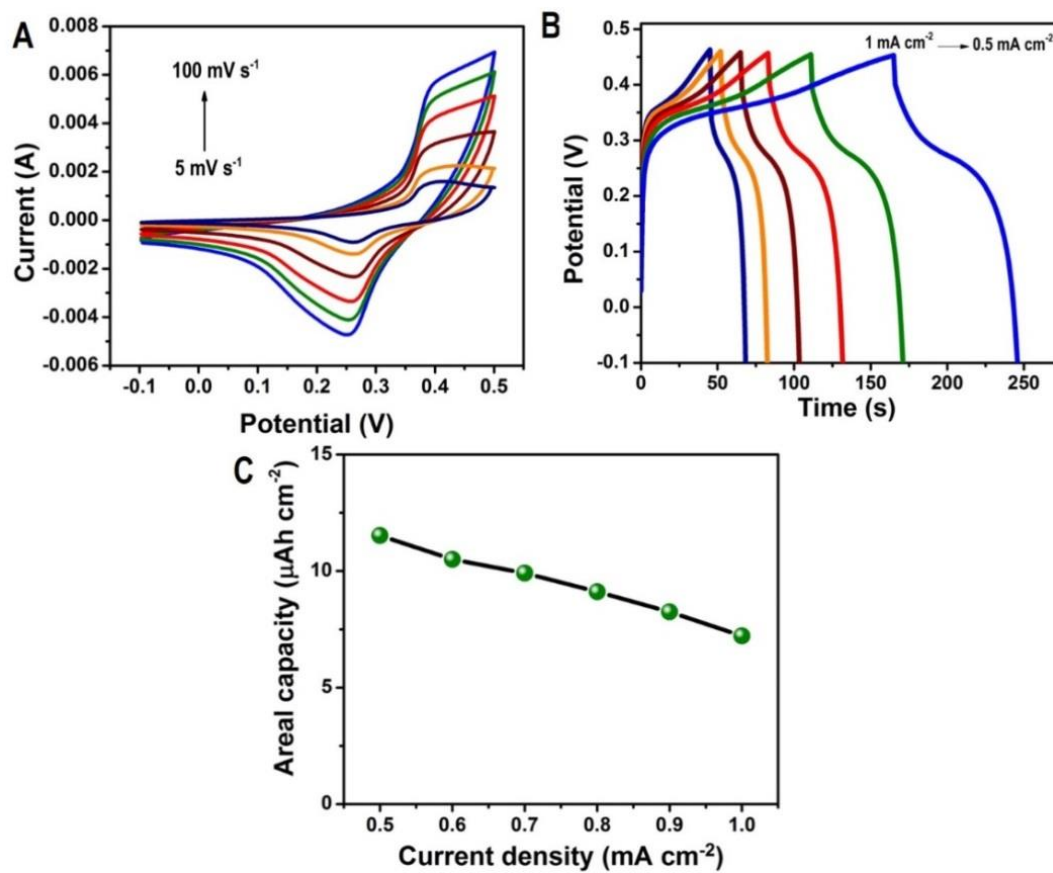 A
100 mV s⁻¹
5 mV s⁻¹
Current (A)
0.008
0.006
0.004
0.002
0.000
-0.002
-0.004
-0.006
-0.1 0.0 0.1 0.2 0.3 0.4 0.5
Potential (V)
B
1 mA cm⁻² → 0.5 mA cm⁻²
Potential (V)
0.5
0.4
0.3
0.2
0.1
0.0
-0.1
0 50 100 150 200 250
Time (s)
C
Areal capacity (μAh cm⁻²)
15
10
5
0
0.5 0.6 0.7 0.8 0.9 1.0
Current density (mA cm⁻²)